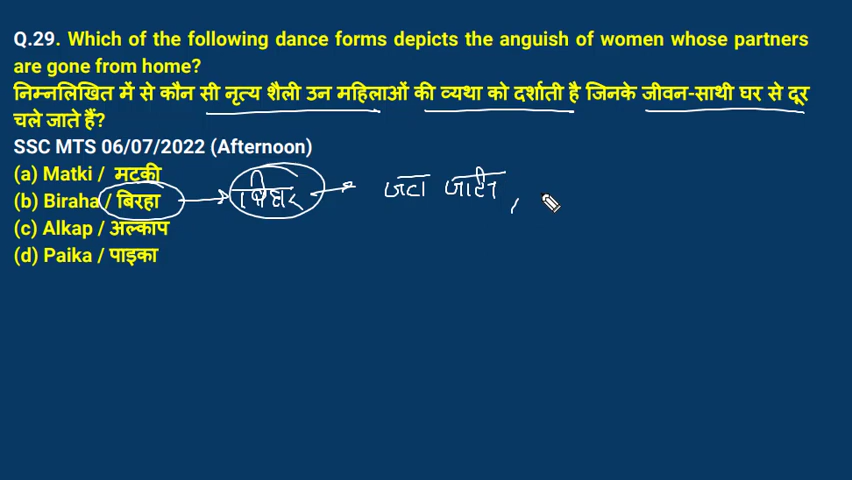 Q.29. Which of the following dance forms depicts the anguish of women whose partners
are gone from home?
निम्नलिखित में से कौन सी नृत्य शैली उन महिलाओं की व्यथा को दर्शाती है जिनके जीवन-साथी घर से दूर
चले जाते हैं?
SSC MTS 06/07/2022 (Afternoon)
(a) Matki / मटकी
(b) Biraha / बिरहा बिहार जटा जाटिन ,
(c) Alkap / अल्काप
(d) Paika / पाइका